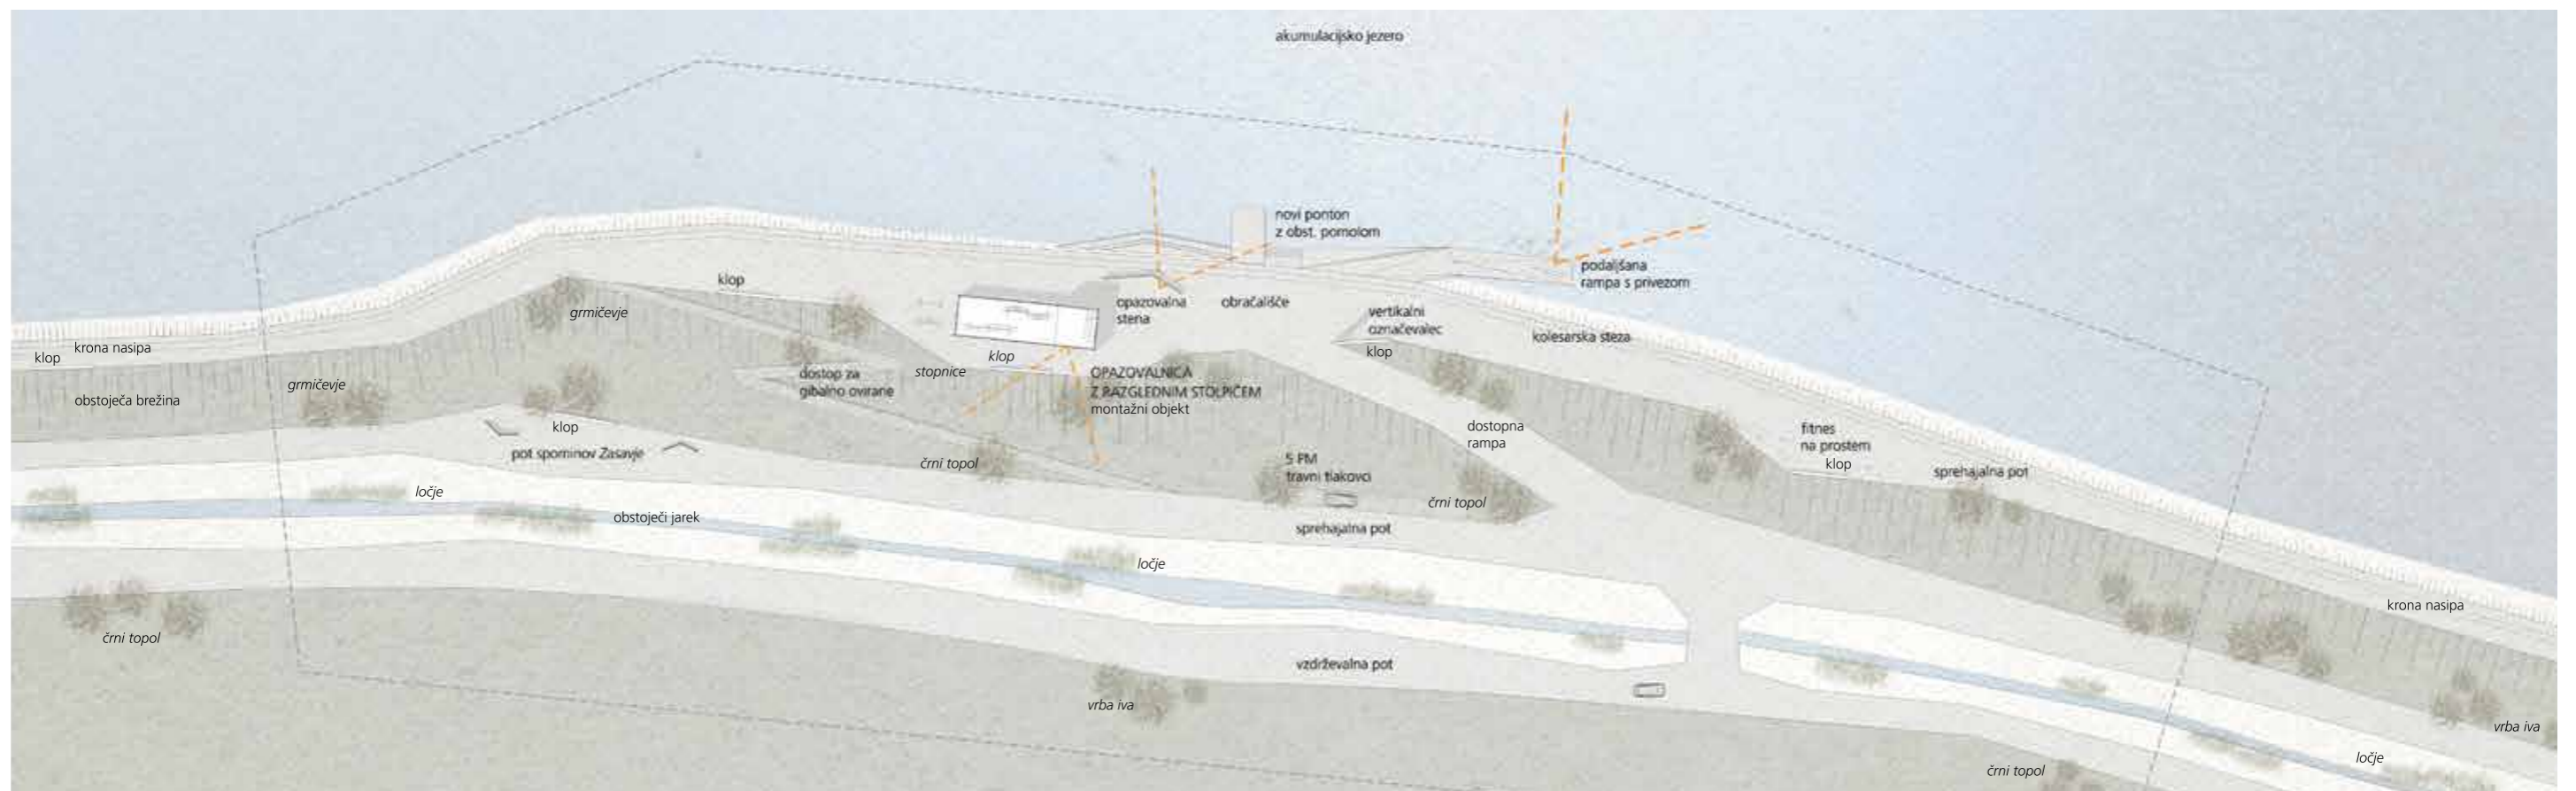 akumulacijsko jezero
novi ponton
z obst. pomolom
podaljšana
rampa s privezom
klop
grmičevje
opazovalna
stena
obračališče
vertikalni
označevalec
klop
kolesarska steza
krona nasipa
klop
klop
stopnice
dostop za
gibalno ovirane
OPAZOVALNICA
Z RAZGLEDNIM STOLPIČEM
montažni objekt
grmičevje
obstoječa brežina
klop
pot spominov Zasavje
dostopna
rampa
fitnes
na prostem
klop
sprehajalna pot
črni topol
5 PM
travni tlakovci
črni topol
ločje
obstoječi jarek
sprehajalna pot
ločje
krona nasipa
črni topol
vzdrževalna pot
vrba iva
vrba iva
ločje
črni topol